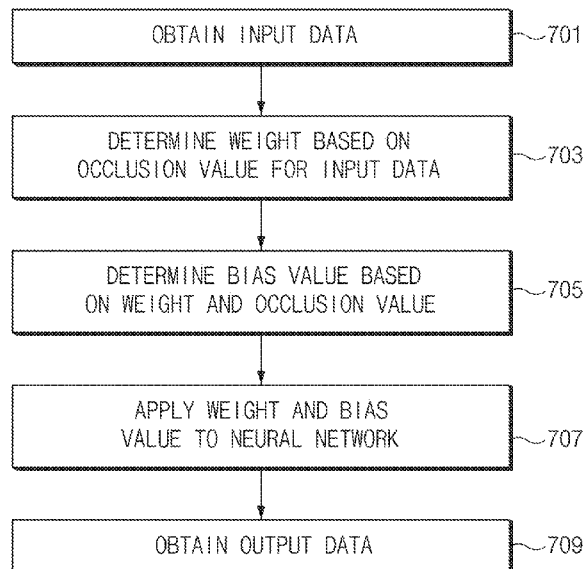 OBTAIN INPUT DATA
701
DETERMINE WEIGHT BASED ON
OCCLUSION VALUE FOR INPUT DATA
703
DETERMINE BIAS VALUE BASED
ON WEIGHT AND OCCLUSION VALUE
705
APPLY WEIGHT AND BIAS
VALUE TO NEURAL NETWORK
707
OBTAIN OUTPUT DATA
709